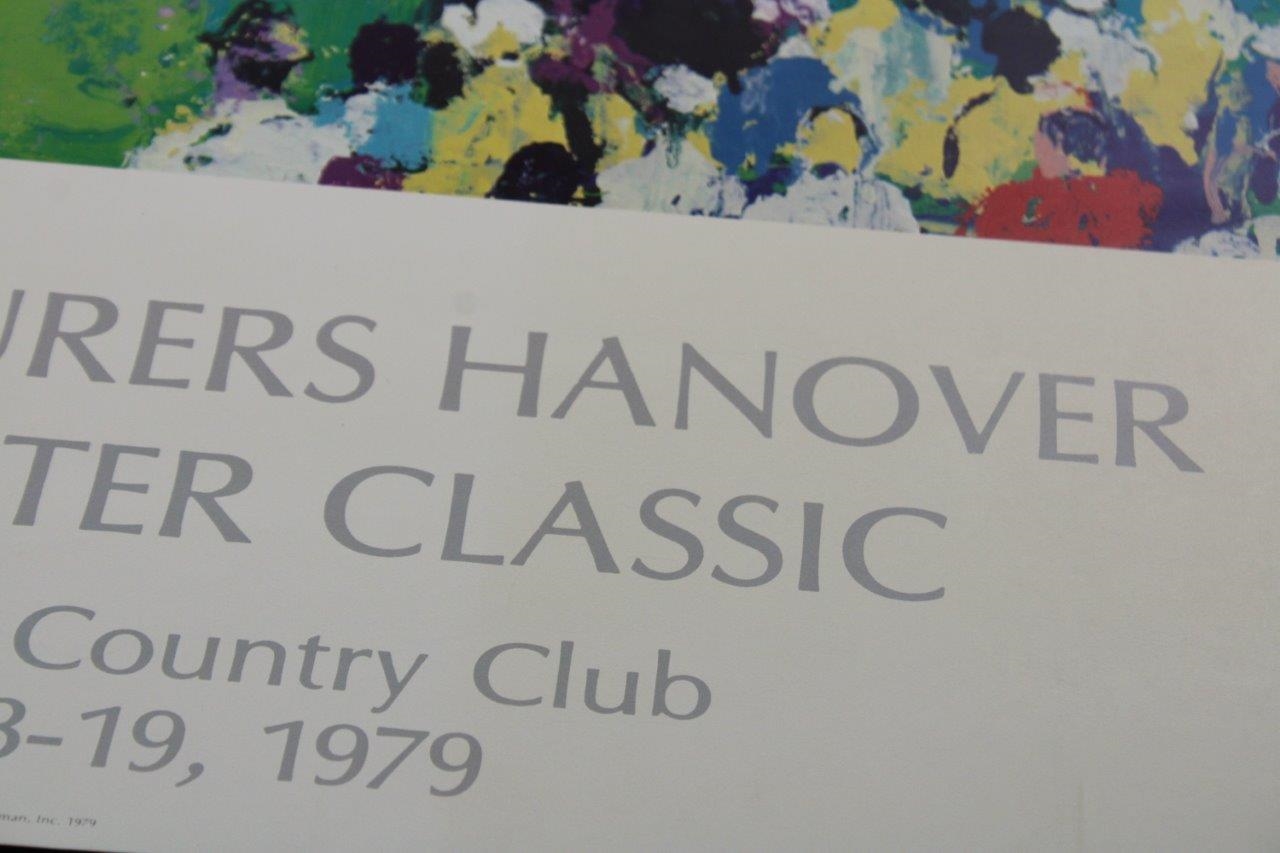 URERS HANOVER
TER CLASSIC
Country Club
3-19, 1979
man, Inc. 1979